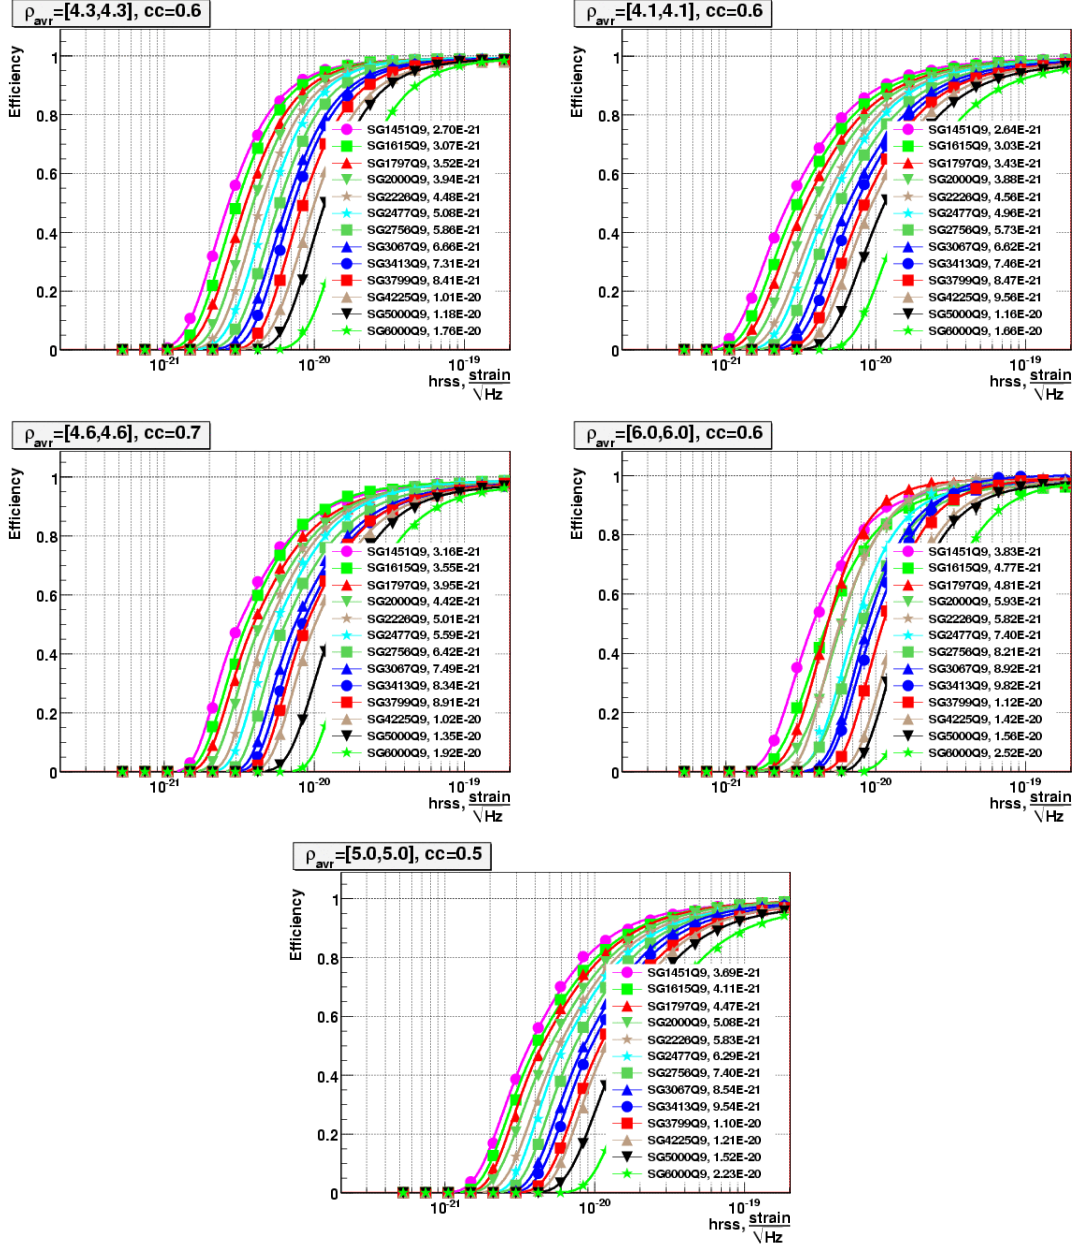 ρavr=[4.3,4.3], cc=0.6
Efficiency
1
0.8
0.6
0.4
0.2
0
SG1451Q9, 2.70E-21
SG1615Q9, 3.07E-21
SG1797Q9, 3.52E-21
SG2000Q9, 3.94E-21
SG2226Q9, 4.48E-21
SG2477Q9, 5.08E-21
SG2756Q9, 5.86E-21
SG3067Q9, 6.66E-21
SG3413Q9, 7.31E-21
SG3799Q9, 8.41E-21
SG4225Q9, 1.01E-20
SG5000Q9, 1.18E-20
SG6000Q9, 1.76E-20
10^-21 10^-20 10^-19
hrss, strain/√Hz
ρavr=[4.1,4.1], cc=0.6
Efficiency
1
0.8
0.6
0.4
0.2
0
SG1451Q9, 2.64E-21
SG1615Q9, 3.03E-21
SG1797Q9, 3.43E-21
SG2000Q9, 3.88E-21
SG2226Q9, 4.56E-21
SG2477Q9, 4.96E-21
SG2756Q9, 5.73E-21
SG3067Q9, 6.62E-21
SG3413Q9, 7.46E-21
SG3799Q9, 8.47E-21
SG4225Q9, 9.56E-21
SG5000Q9, 1.16E-20
SG6000Q9, 1.66E-20
10^-21 10^-20 10^-19
hrss, strain/√Hz
ρavr=[4.6,4.6], cc=0.7
Efficiency
1
0.8
0.6
0.4
0.2
0
SG1451Q9, 3.16E-21
SG1615Q9, 3.55E-21
SG1797Q9, 3.95E-21
SG2000Q9, 4.42E-21
SG2226Q9, 5.01E-21
SG2477Q9, 5.59E-21
SG2756Q9, 6.42E-21
SG3067Q9, 7.49E-21
SG3413Q9, 8.34E-21
SG3799Q9, 8.91E-21
SG4225Q9, 1.02E-20
SG5000Q9, 1.35E-20
SG6000Q9, 1.92E-20
10^-21 10^-20 10^-19
hrss, strain/√Hz
ρavr=[6.0,6.0], cc=0.6
Efficiency
1
0.8
0.6
0.4
0.2
0
SG1451Q9, 3.83E-21
SG1615Q9, 4.77E-21
SG1797Q9, 4.81E-21
SG2000Q9, 5.93E-21
SG2226Q9, 5.82E-21
SG2477Q9, 7.40E-21
SG2756Q9, 8.21E-21
SG3067Q9, 8.92E-21
SG3413Q9, 9.82E-21
SG3799Q9, 1.12E-20
SG4225Q9, 1.42E-20
SG5000Q9, 1.56E-20
SG6000Q9, 2.52E-20
10^-21 10^-20 10^-19
hrss, strain/√Hz
ρavr=[5.0,5.0], cc=0.5
Efficiency
1
0.8
0.6
0.4
0.2
0
SG1451Q9, 3.69E-21
SG1615Q9, 4.11E-21
SG1797Q9, 4.47E-21
SG2000Q9, 5.08E-21
SG2226Q9, 5.83E-21
SG2477Q9, 6.29E-21
SG2756Q9, 7.40E-21
SG3067Q9, 8.54E-21
SG3413Q9, 9.54E-21
SG3799Q9, 1.10E-20
SG4225Q9, 1.21E-20
SG5000Q9, 1.52E-20
SG6000Q9, 2.23E-20
10^-21 10^-20 10^-19
hrss, strain/√Hz